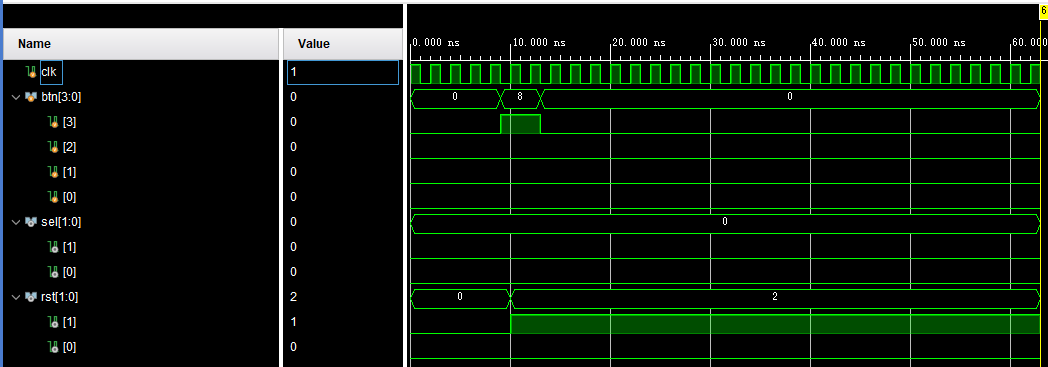 6
Name Value
0.000 ns 10.000 ns 20.000 ns 30.000 ns 40.000 ns 50.000 ns 60.000
clk 1
btn[3:0] 0 0 8 0
[3] 0
[2] 0
[1] 0
[0] 0
sel[1:0] 0 0
[1] 0
[0] 0
rst[1:0] 2 0 2
[1] 1
[0] 0